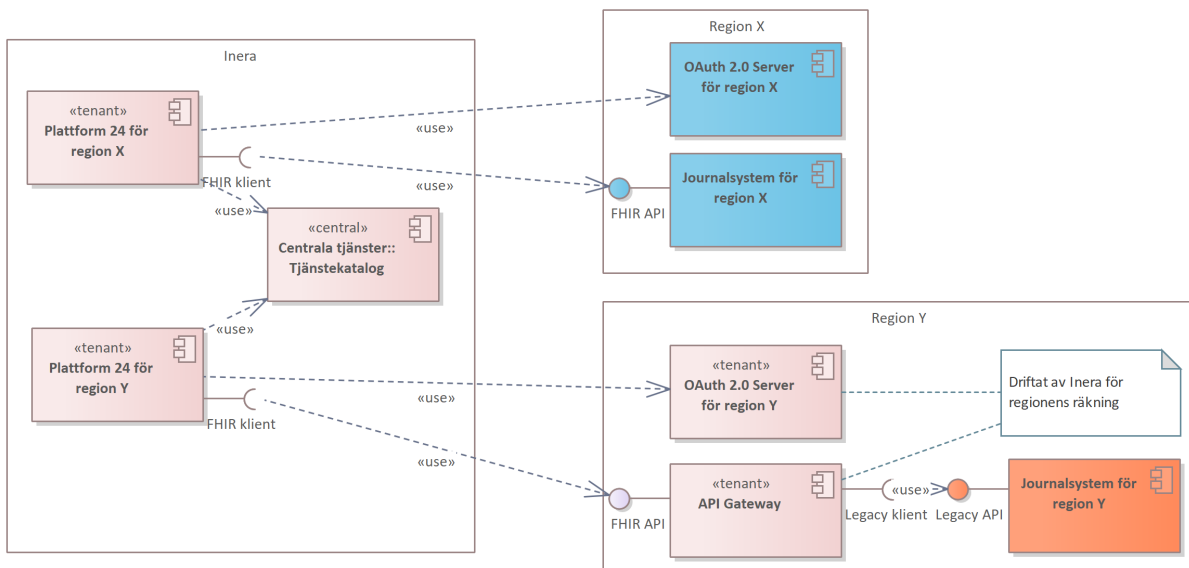 Inera
«tenant»
Plattform 24 för
region X
FHIR klient
«use»
«central»
Centrala tjänster::
Tjänstekatalog
«use»
«tenant»
Plattform 24 för
region Y
FHIR klient
«use»
«use»
«use»
«use»
Region X
OAuth 2.0 Server
för region X
Journalsystem för
region X
FHIR API
Region Y
«tenant»
OAuth 2.0 Server
för region Y
Driftat av Inera för
regionens räkning
«tenant»
API Gateway
FHIR API
«use»
Legacy klient
Legacy API
Journalsystem för
region Y